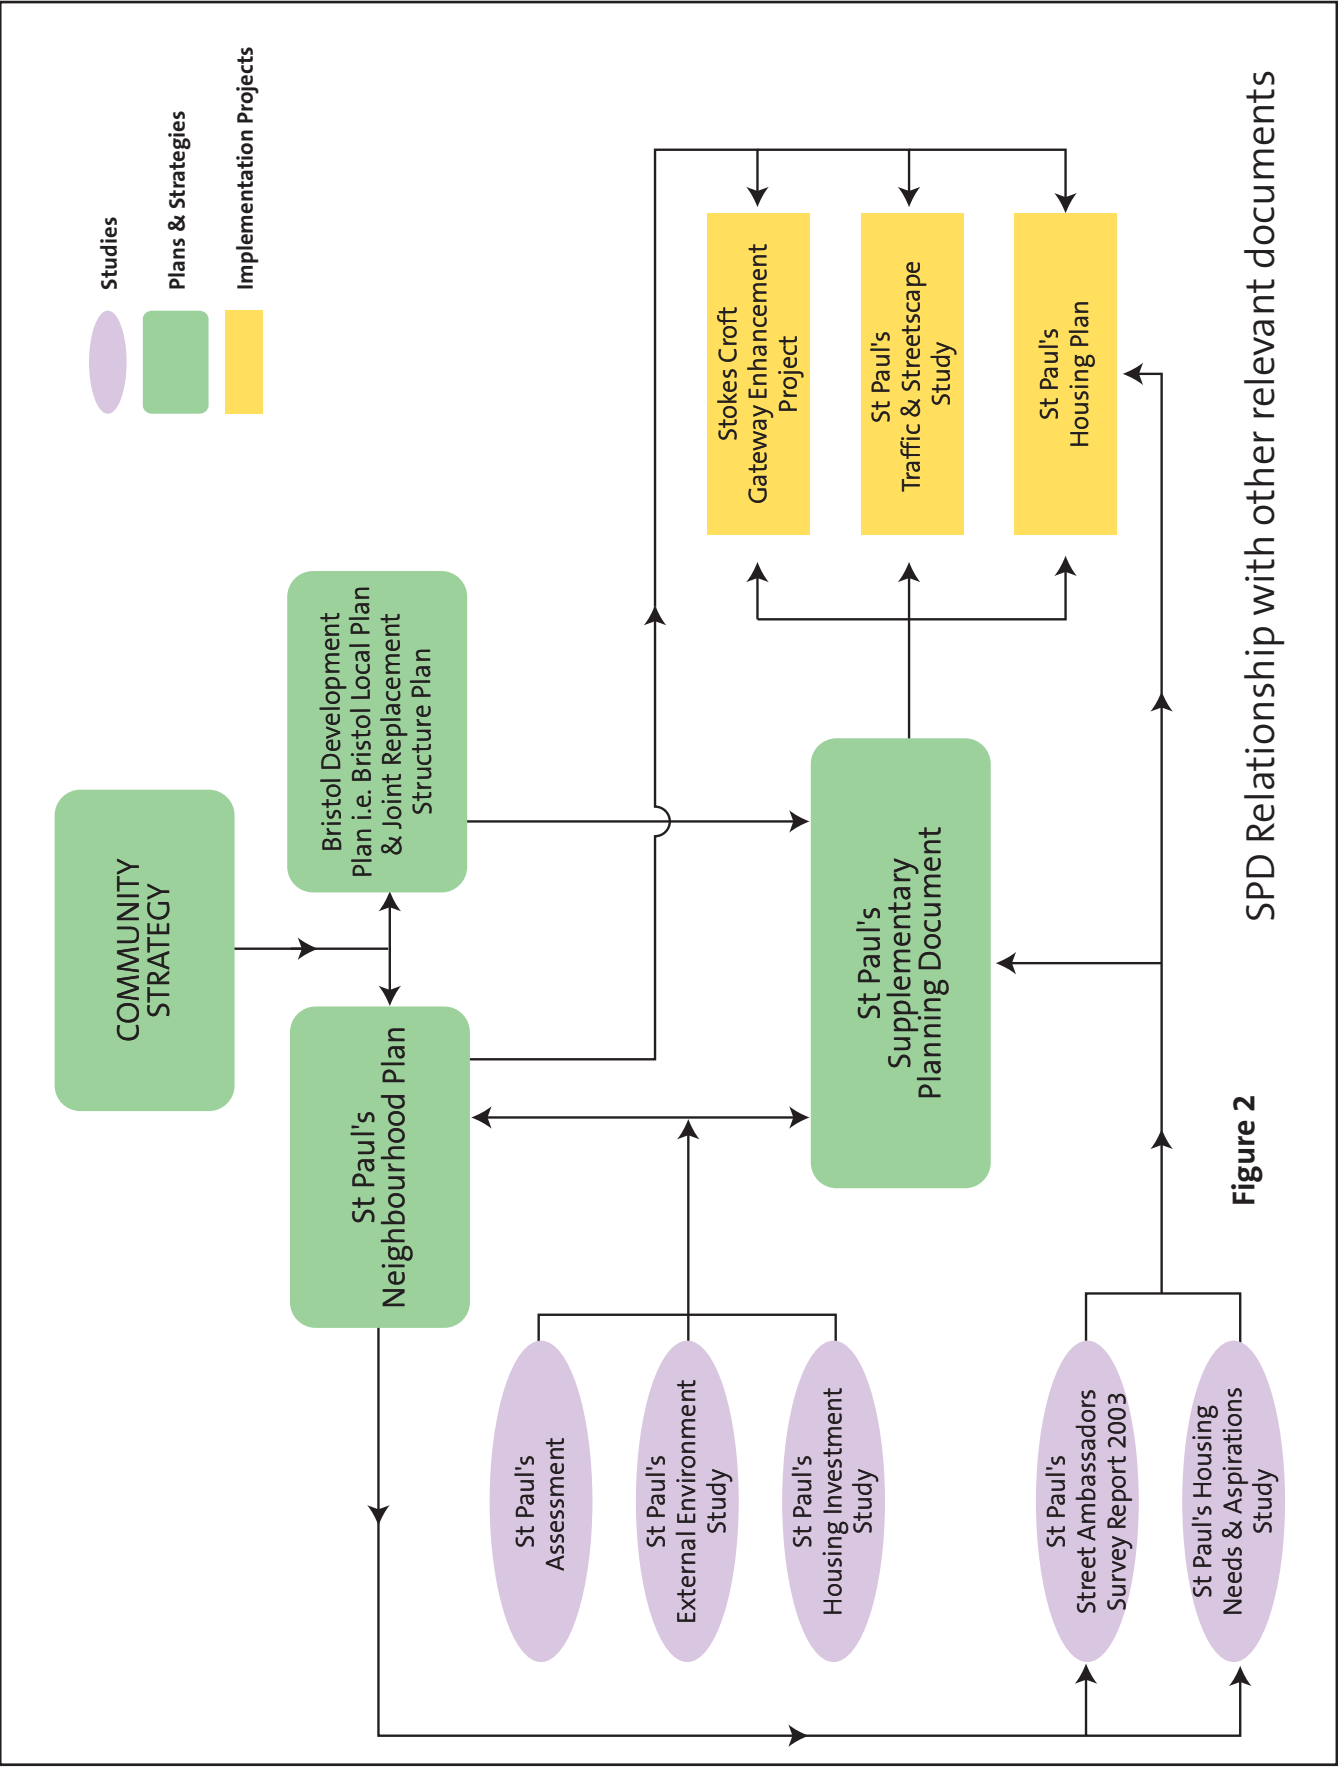 COMMUNITY
STRATEGY
Studies
Plans & Strategies
Implementation Projects
St Paul's
Neighbourhood Plan
Bristol Development
Plan i.e. Bristol Local Plan
& Joint Replacement
Structure Plan
St Paul's
Assessment
St Paul's
External Environment
Study
St Paul's
Housing Investment
Study
St Paul's
Supplementary
Planning Document
Stokes Croft
Gateway Enhancement
Project
St Paul's
Traffic & Streetscape
Study
St Paul's
Housing Plan
St Paul's
Street Ambassadors
Survey Report 2003
St Paul's Housing
Needs & Aspirations
Study
Figure 2
SPD Relationship with other relevant documents